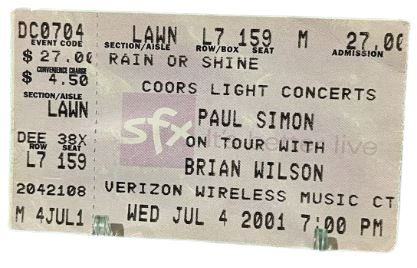 DC0704 LAWN L7 159 M 27.00
EVENT CODE SECTION/AISLE ROW/BOX SEAT ADMISSION
$ 27.00 RAIN OR SHINE
CONVENIENCE CHARGE
$ 4.50 COORS LIGHT CONCERTS
SECTION/AISLE
LAWN PAUL SIMON
sfx live
ON TOUR WITH
DEE 38X
ROW SEAT
L7 159 BRIAN WILSON
2042108 VERIZON WIRELESS MUSIC CT
M 4JUL1 WED JUL 4 2001 7:00 PM